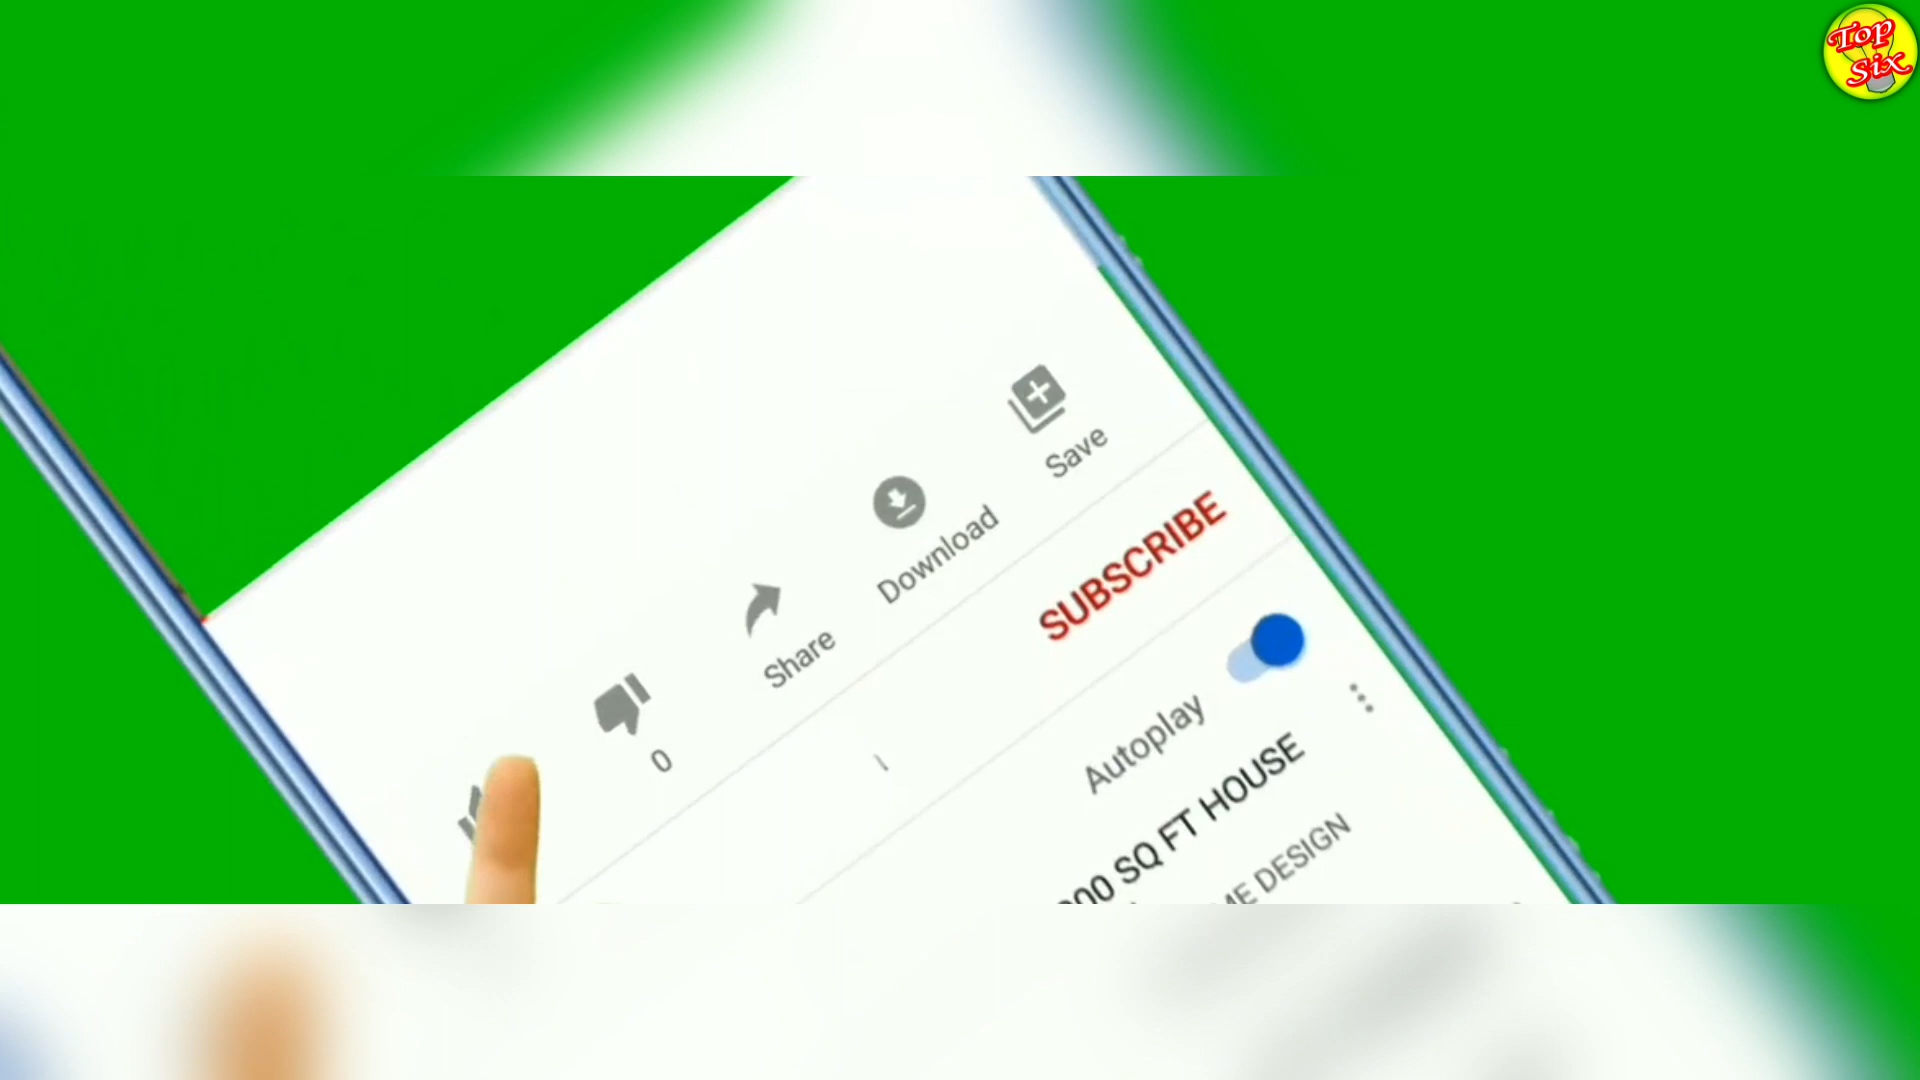 Top
Six
Save
Download
Share
0
SUBSCRIBE
Autoplay
SQ FT HOUSE
DESIGN